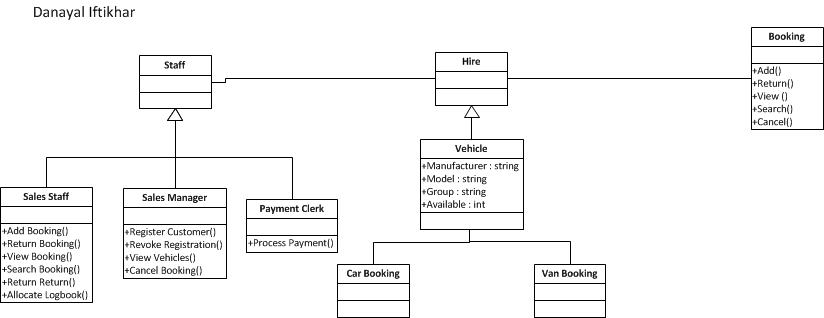 Danayal Iftikhar
Booking
+Add()
+Return()
+View ()
+Search()
+Cancel()
Staff
Hire
Vehicle
+Manufacturer : string
+Model : string
+Group : string
+Available : int
Sales Staff
+Add Booking()
+Return Booking()
+View Booking()
+Search Booking()
+Return Return()
+Allocate Logbook()
Sales Manager
+Register Customer()
+Revoke Registration()
+View Vehicles()
+Cancel Booking()
Payment Clerk
+Process Payment()
Car Booking
Van Booking